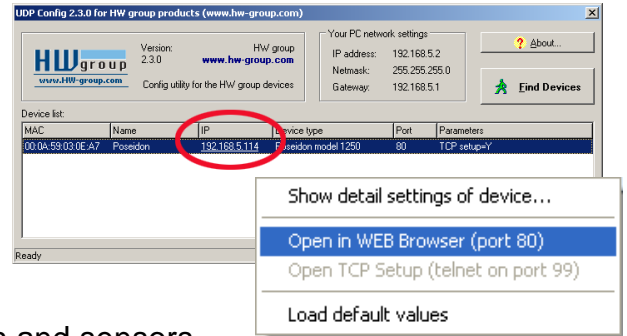 UDP Config 2.3.0 for HW group products (www.hw-group.com)
HW group
www.HW-group.com
Version: HW group
2.3.0 www.hw-group.com
Config utility for the HW group devices
Your PC network settings
IP address: 192.168.5.2
Netmask: 255.255.255.0
Gateway: 192.168.5.1
? About...
Find Devices
Device list:
MAC Name IP Device type Port Parameters
00:0A:59:03:0E:A7 Poseidon 192.168.5.114 Poseidon model 1250 80 TCP setup=Y
Show detail settings of device...
Open in WEB Browser (port 80)
Open TCP Setup (telnet on port 99)
Load default values
Ready
and sensors